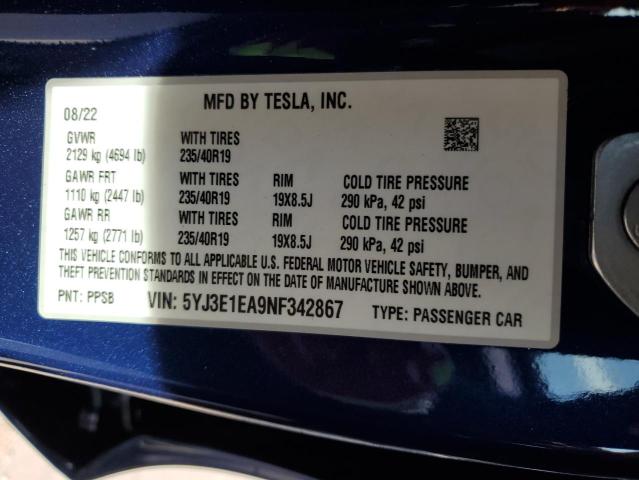 MFD BY TESLA, INC.
08/22
GVWR WITH TIRES
2129 kg (4694 lb) 235/40R19
GAWR FRT WITH TIRES RIM COLD TIRE PRESSURE
1110 kg (2447 lb) 235/40R19 19X8.5J 290 kPa, 42 psi
GAWR RR WITH TIRES RIM COLD TIRE PRESSURE
1257 kg (2771 lb) 235/40R19 19X8.5J 290 kPa, 42 psi
THIS VEHICLE CONFORMS TO ALL APPLICABLE U.S. FEDERAL MOTOR VEHICLE SAFETY, BUMPER, AND
THEFT PREVENTION STANDARDS IN EFFECT ON THE DATE OF MANUFACTURE SHOWN ABOVE.
PNT: PPSB VIN: 5YJ3E1EA9NF342867 TYPE: PASSENGER CAR